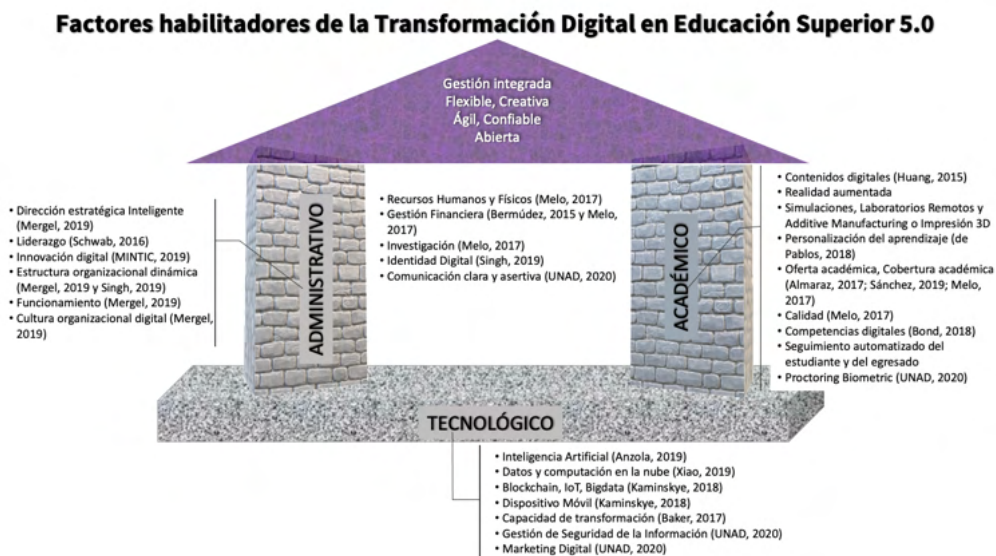 Factores habilitadores de la Transformación Digital en Educación Superior 5.0
Gestión integrada
Flexible, Creativa
Ágil, Confiable
Abierta
• Dirección estratégica Inteligente
(Mergel, 2019)
• Liderazgo (Schwab, 2016)
• Innovación digital (MINTIC, 2019)
• Estructura organizacional dinámica
(Mergel, 2019 y Singh, 2019)
• Funcionamiento (Mergel, 2019)
• Cultura organizacional digital (Mergel,
2019)
ADMINISTRATIVO
• Recursos Humanos y Físicos (Melo, 2017)
• Gestión Financiera (Bermúdez, 2015 y Melo,
2017)
• Investigación (Melo, 2017)
• Identidad Digital (Singh, 2019)
• Comunicación clara y asertiva (UNAD, 2020)
ACADÉMICO
• Contenidos digitales (Huang, 2015)
• Realidad aumentada
• Simulaciones, Laboratorios Remotos y
Additive Manufacturing o Impresión 3D
• Personalización del aprendizaje (de
Pablos, 2018)
• Oferta académica, Cobertura académica
(Almaraz, 2017; Sánchez, 2019; Melo,
2017)
• Calidad (Melo, 2017)
• Competencias digitales (Bond, 2018)
• Seguimiento automatizado del
estudiante y del egresado
• Proctoring Biometric (UNAD, 2020)
TECNOLÓGICO
• Inteligencia Artificial (Anzola, 2019)
• Datos y computación en la nube (Xiao, 2019)
• Blockchain, IoT, Bigdata (Kaminskye, 2018)
• Dispositivo Móvil (Kaminskye, 2018)
• Capacidad de transformación (Baker, 2017)
• Gestión de Seguridad de la Información (UNAD, 2020)
• Marketing Digital (UNAD, 2020)